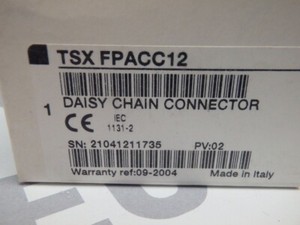 TSX FPACC12
1 DAISY CHAIN CONNECTOR
CE IEC
1131-2
SN: 21041211735 PV:02
Warranty ref:09-2004 Made in Italy